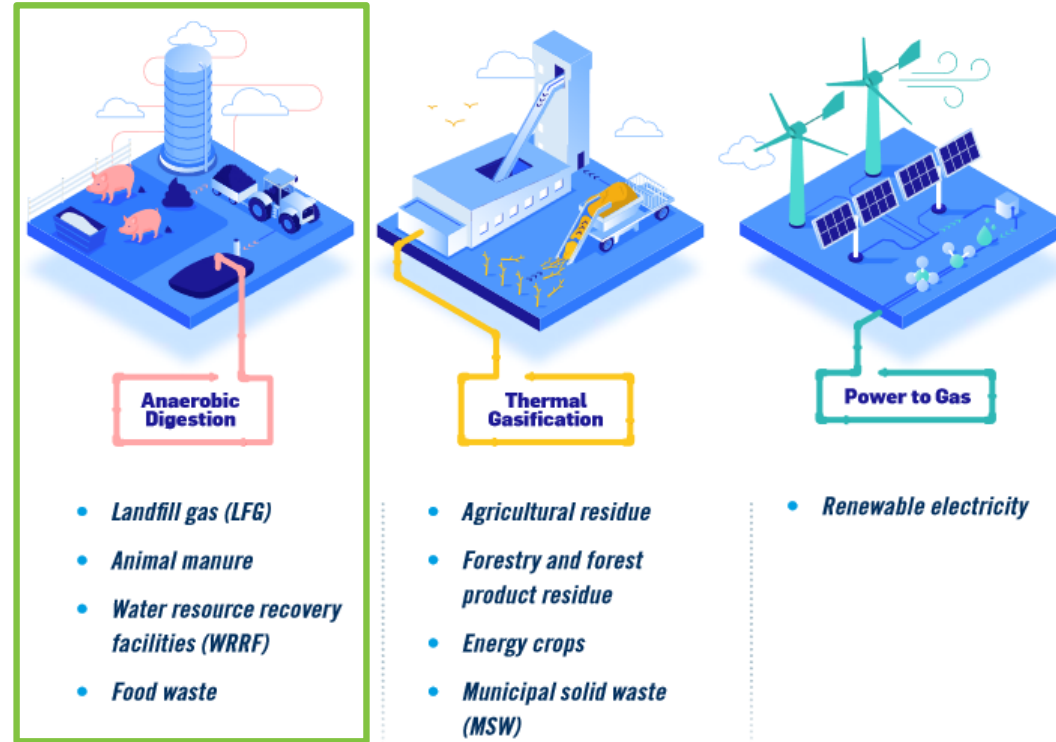 Anaerobic
Digestion
Landfill gas (LFG)
Animal manure
Water resource recovery
facilities (WRRF)
Food waste
Thermal
Gasification
Agricultural residue
Forestry and forest
product residue
Energy crops
Municipal solid waste
(MSW)
Power to Gas
Renewable electricity